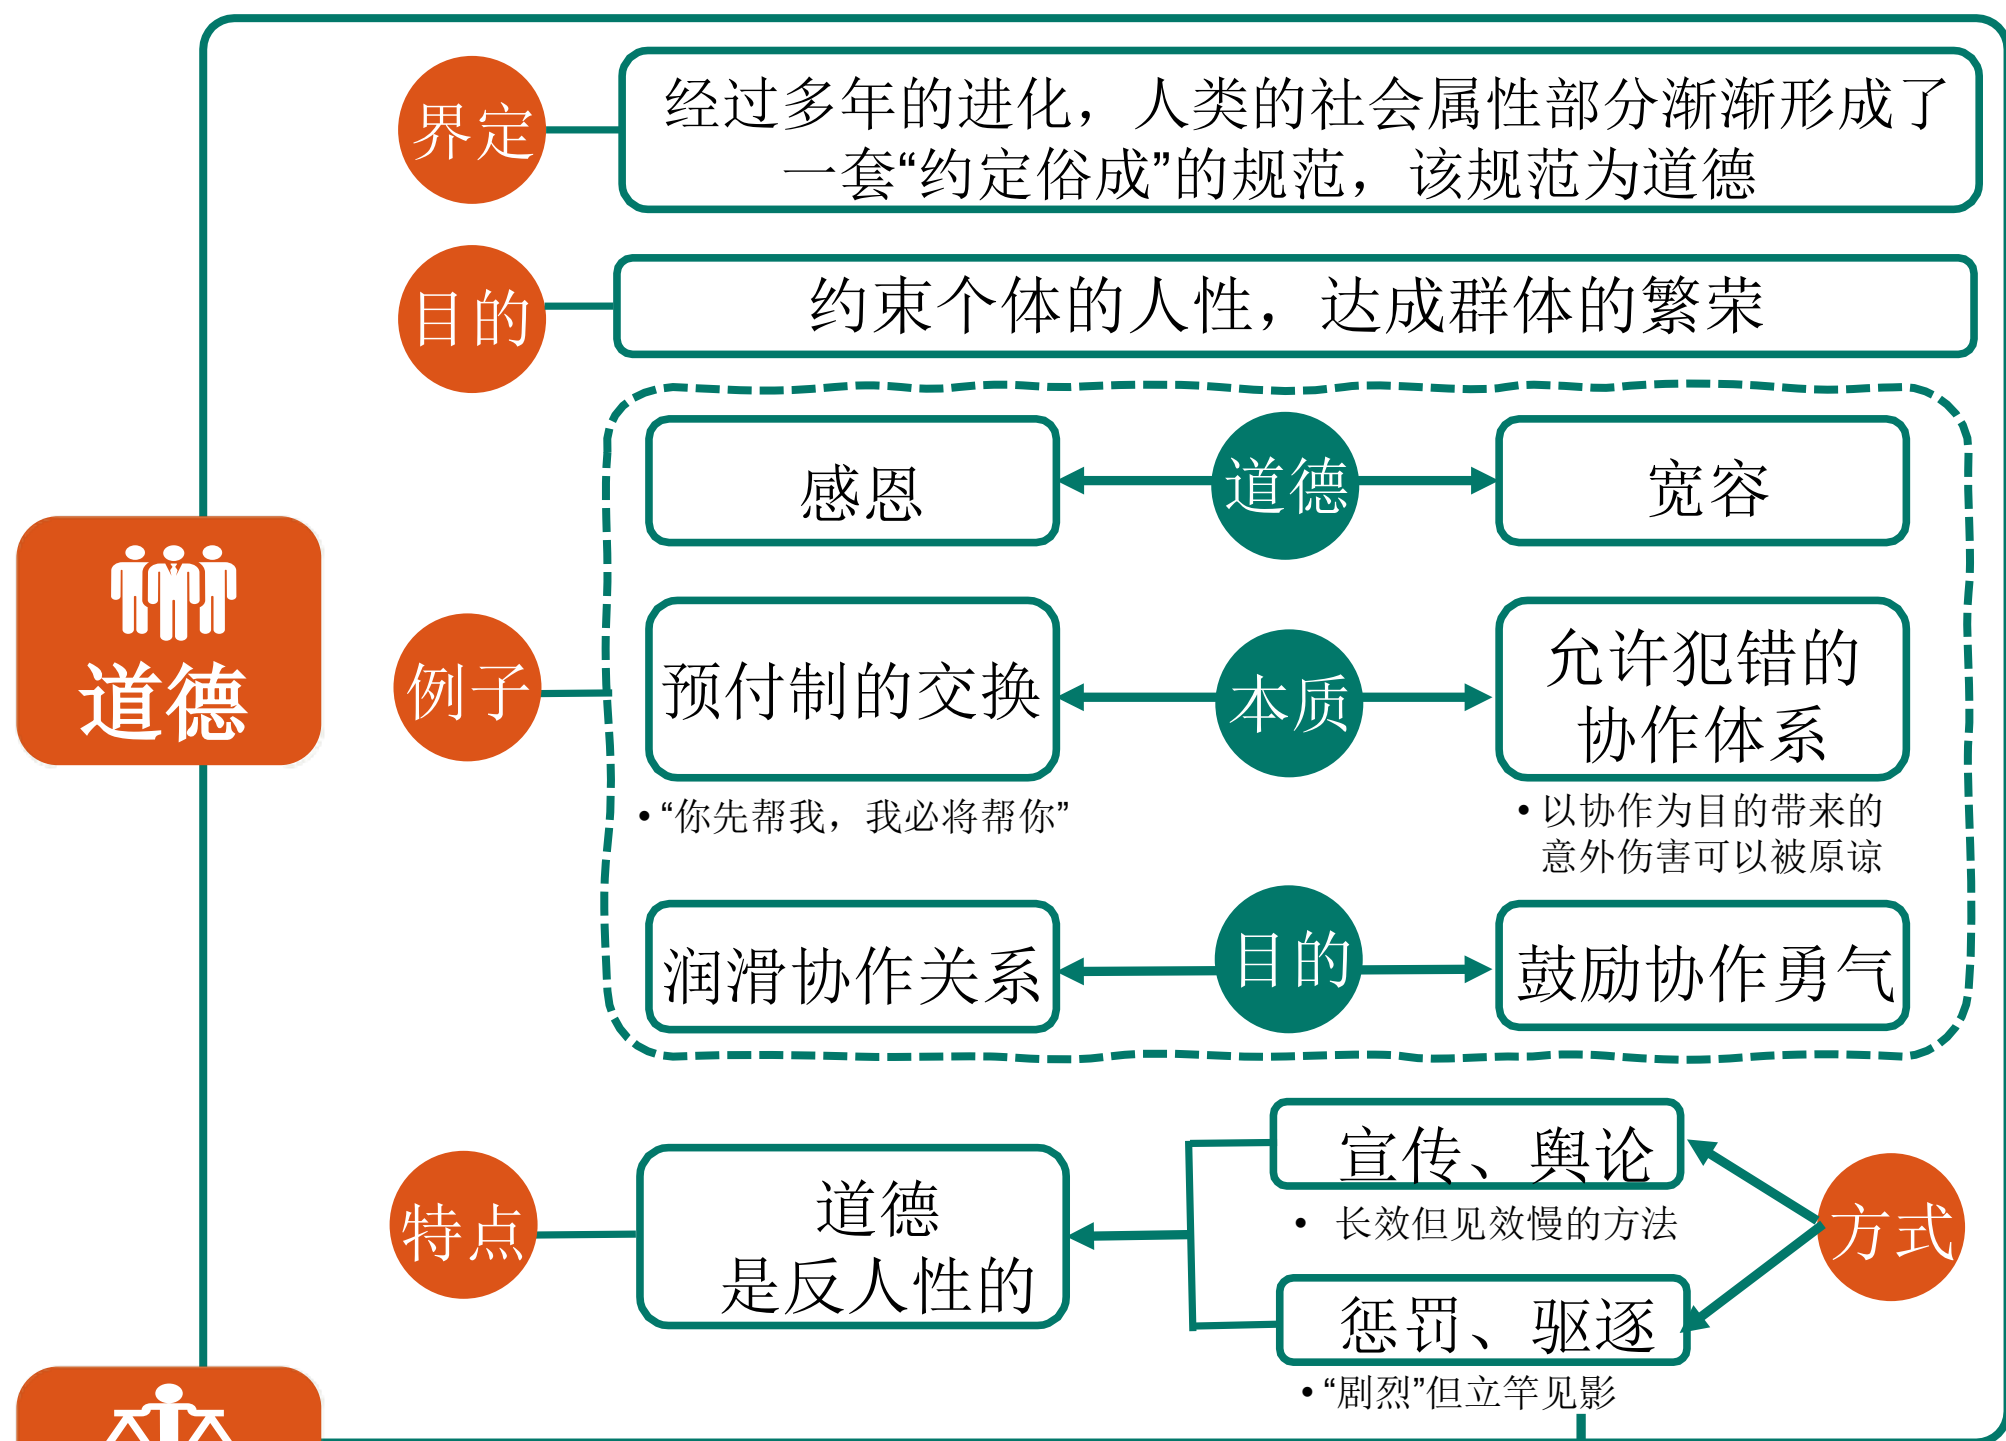 界定
经过多年的进化，人类的社会属性部分渐渐形成了
一套“约定俗成”的规范，该规范为道德
目的
约束个体的人性，达成群体的繁荣
道德
例子
感恩
道德
宽容
预付制的交换
本质
允许犯错的
协作体系
• “你先帮我，我必将帮你”
• 以协作为目的带来的
意外伤害可以被原谅
润滑协作关系
目的
鼓励协作勇气
特点
道德
是反人性的
宣传、舆论
• 长效但见效慢的方法
方式
惩罚、驱逐
• “剧烈”但立竿见影